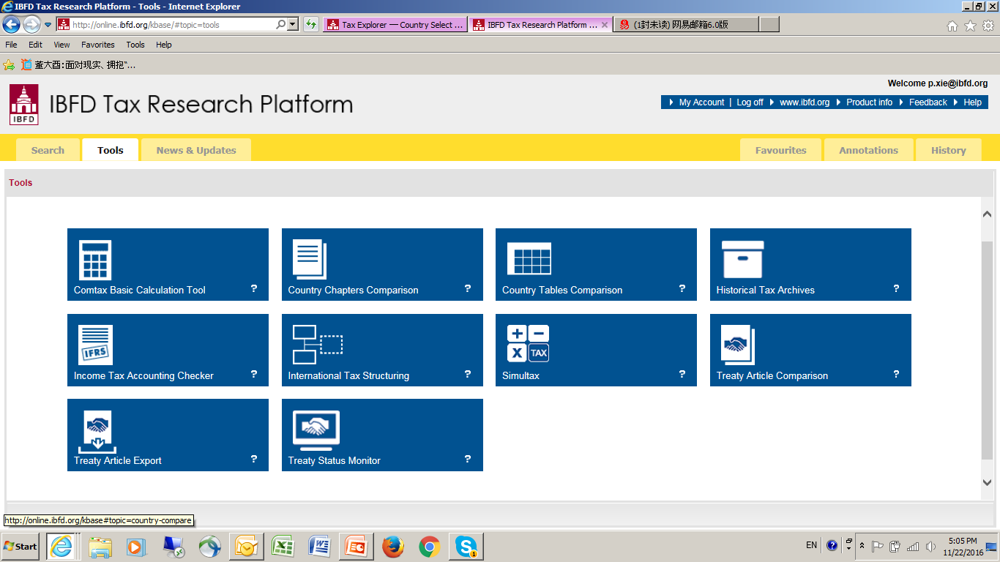 IBFD Tax Research Platform - Tools - Internet Explorer
http://online.ibfd.org/kbase/#topic=tools
Tax Explorer — Country Select ...
IBFD Tax Research Platform ...
(1封未读) 网易邮箱6.0版
File Edit View Favorites Tools Help
董大酉:面对现实、拥抱“...
Welcome p.xie@ibfd.org
IBFD
IBFD Tax Research Platform
My Account | Log off www.ibfd.org Product info Feedback Help
Search Tools News & Updates Favourites Annotations History
Tools
Comtax Basic Calculation Tool ?
Country Chapters Comparison ?
Country Tables Comparison ?
Historical Tax Archives ?
IFRS
Income Tax Accounting Checker ?
International Tax Structuring ?
+ − X TAX
Simultax ?
Treaty Article Comparison ?
Treaty Article Export ?
Treaty Status Monitor ?
http://online.ibfd.org/kbase#topic=country-compare
Start
EN
5:05 PM
11/22/2016